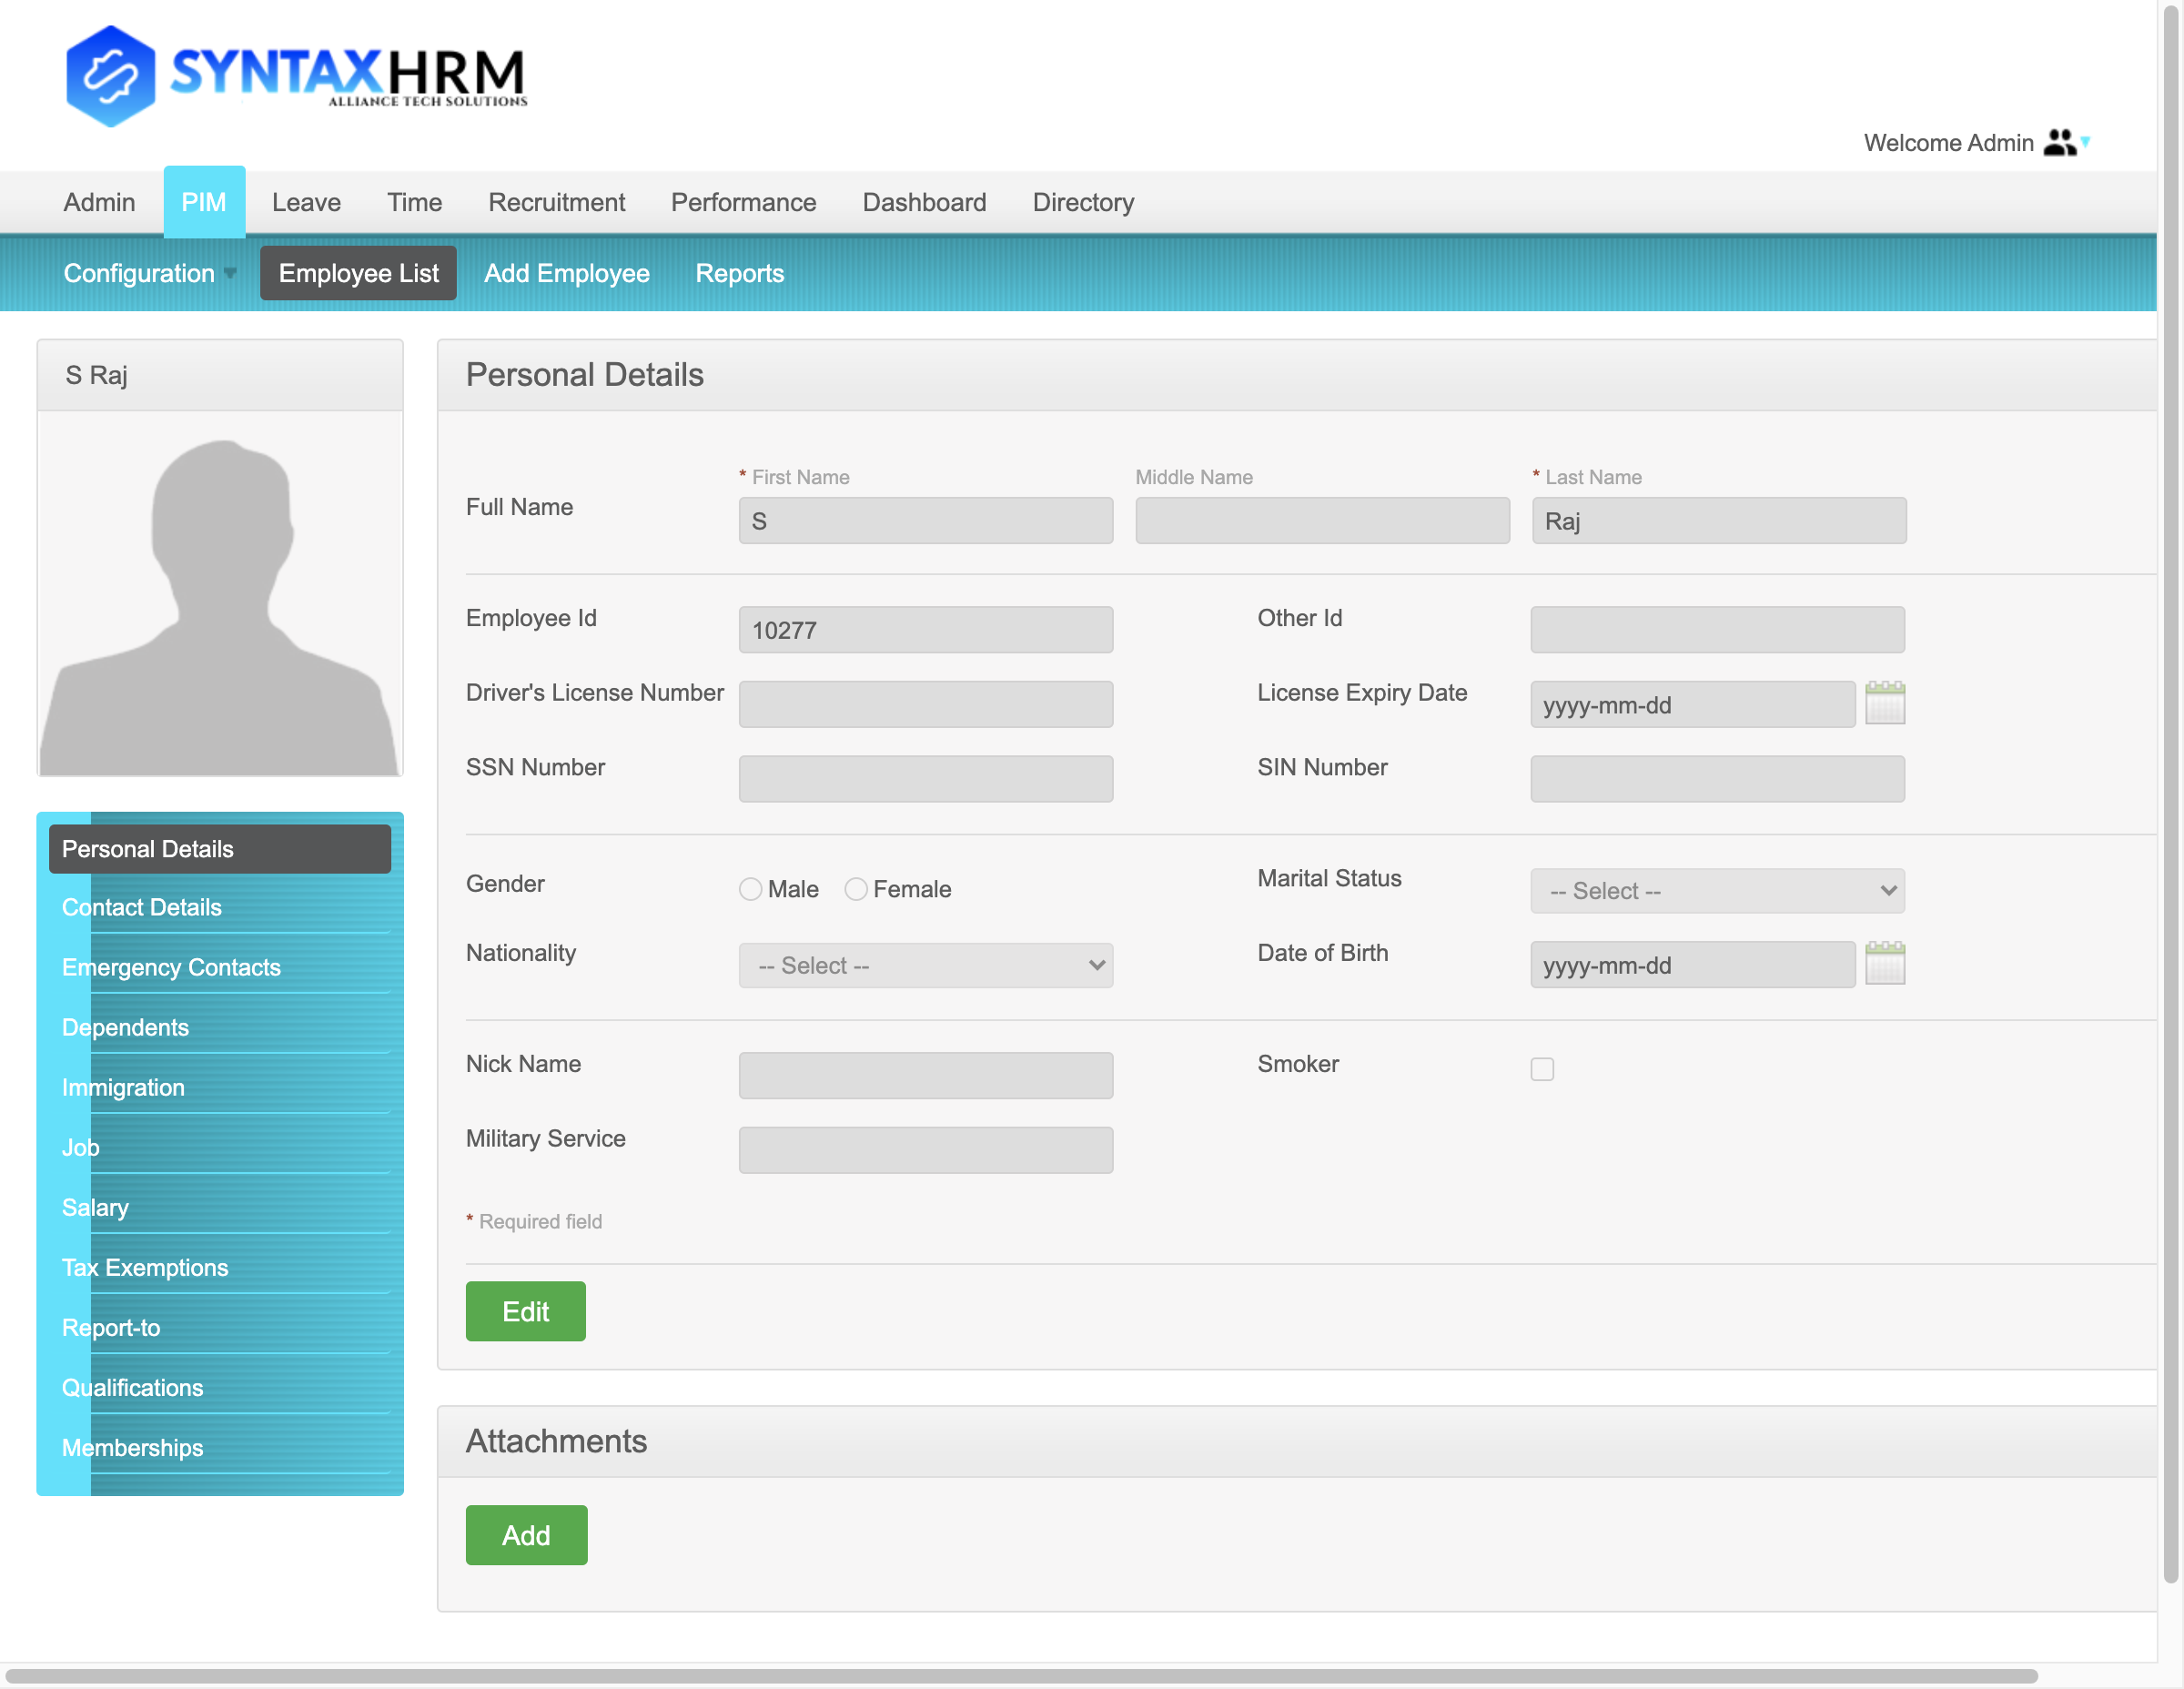 SYNTAXHRM
ALLIANCE TECH SOLUTIONS
Welcome Admin
Admin PIM Leave Time Recruitment Performance Dashboard Directory
Configuration Employee List Add Employee Reports
S Raj
Personal Details
Contact Details
Emergency Contacts
Dependents
Immigration
Job
Salary
Tax Exemptions
Report-to
Qualifications
Memberships
Personal Details
* First Name Middle Name * Last Name
Full Name S Raj
Employee Id 10277 Other Id
Driver's License Number License Expiry Date yyyy-mm-dd
SSN Number SIN Number
Gender Male Female Marital Status -- Select --
Nationality -- Select -- Date of Birth yyyy-mm-dd
Nick Name Smoker
Military Service
* Required field
Edit
Attachments
Add